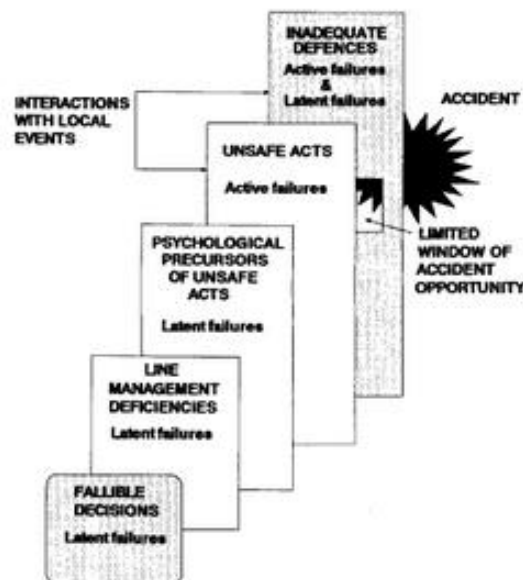 INADEQUATE
DEFENCES
Active failures
&
Latent failures
INTERACTIONS
WITH LOCAL
EVENTS
ACCIDENT
UNSAFE ACTS
Active failures
LIMITED
WINDOW OF
ACCIDENT
OPPORTUNITY
PSYCHOLOGICAL
PRECURSORS
OF UNSAFE
ACTS
Latent failures
LINE
MANAGEMENT
DEFICIENCIES
Latent failures
FALLIBLE
DECISIONS
Latent failures